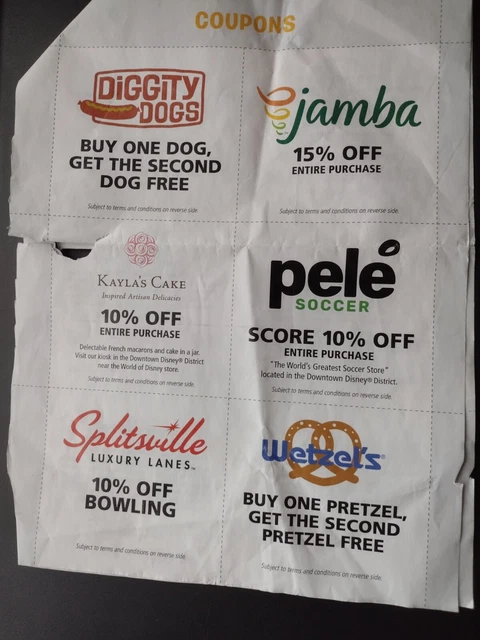 COUPONS
DiGGiTY
DOGS
BUY ONE DOG,
GET THE SECOND
DOG FREE
Subject to terms and conditions on reverse side.
jamba
15% OFF
ENTIRE PURCHASE
Subject to terms and conditions on reverse side.
KAYLA'S CAKE
Inspired Artisan Delicacies
10% OFF
ENTIRE PURCHASE
Delectable French macarons and cake in a jar.
Visit our kiosk in the Downtown Disney® District
near the World of Disney store.
Subject to terms and conditions on reverse side.
pelé
SOCCER
SCORE 10% OFF
ENTIRE PURCHASE
"The World's Greatest Soccer Store"
located in the Downtown Disney® District.
Subject to terms and conditions on reverse side.
Splitsville
LUXURY LANES™
10% OFF
BOWLING
Subject to terms and conditions on reverse side.
Wetzel's®
BUY ONE PRETZEL,
GET THE SECOND
PRETZEL FREE
Subject to terms and conditions on reverse side.